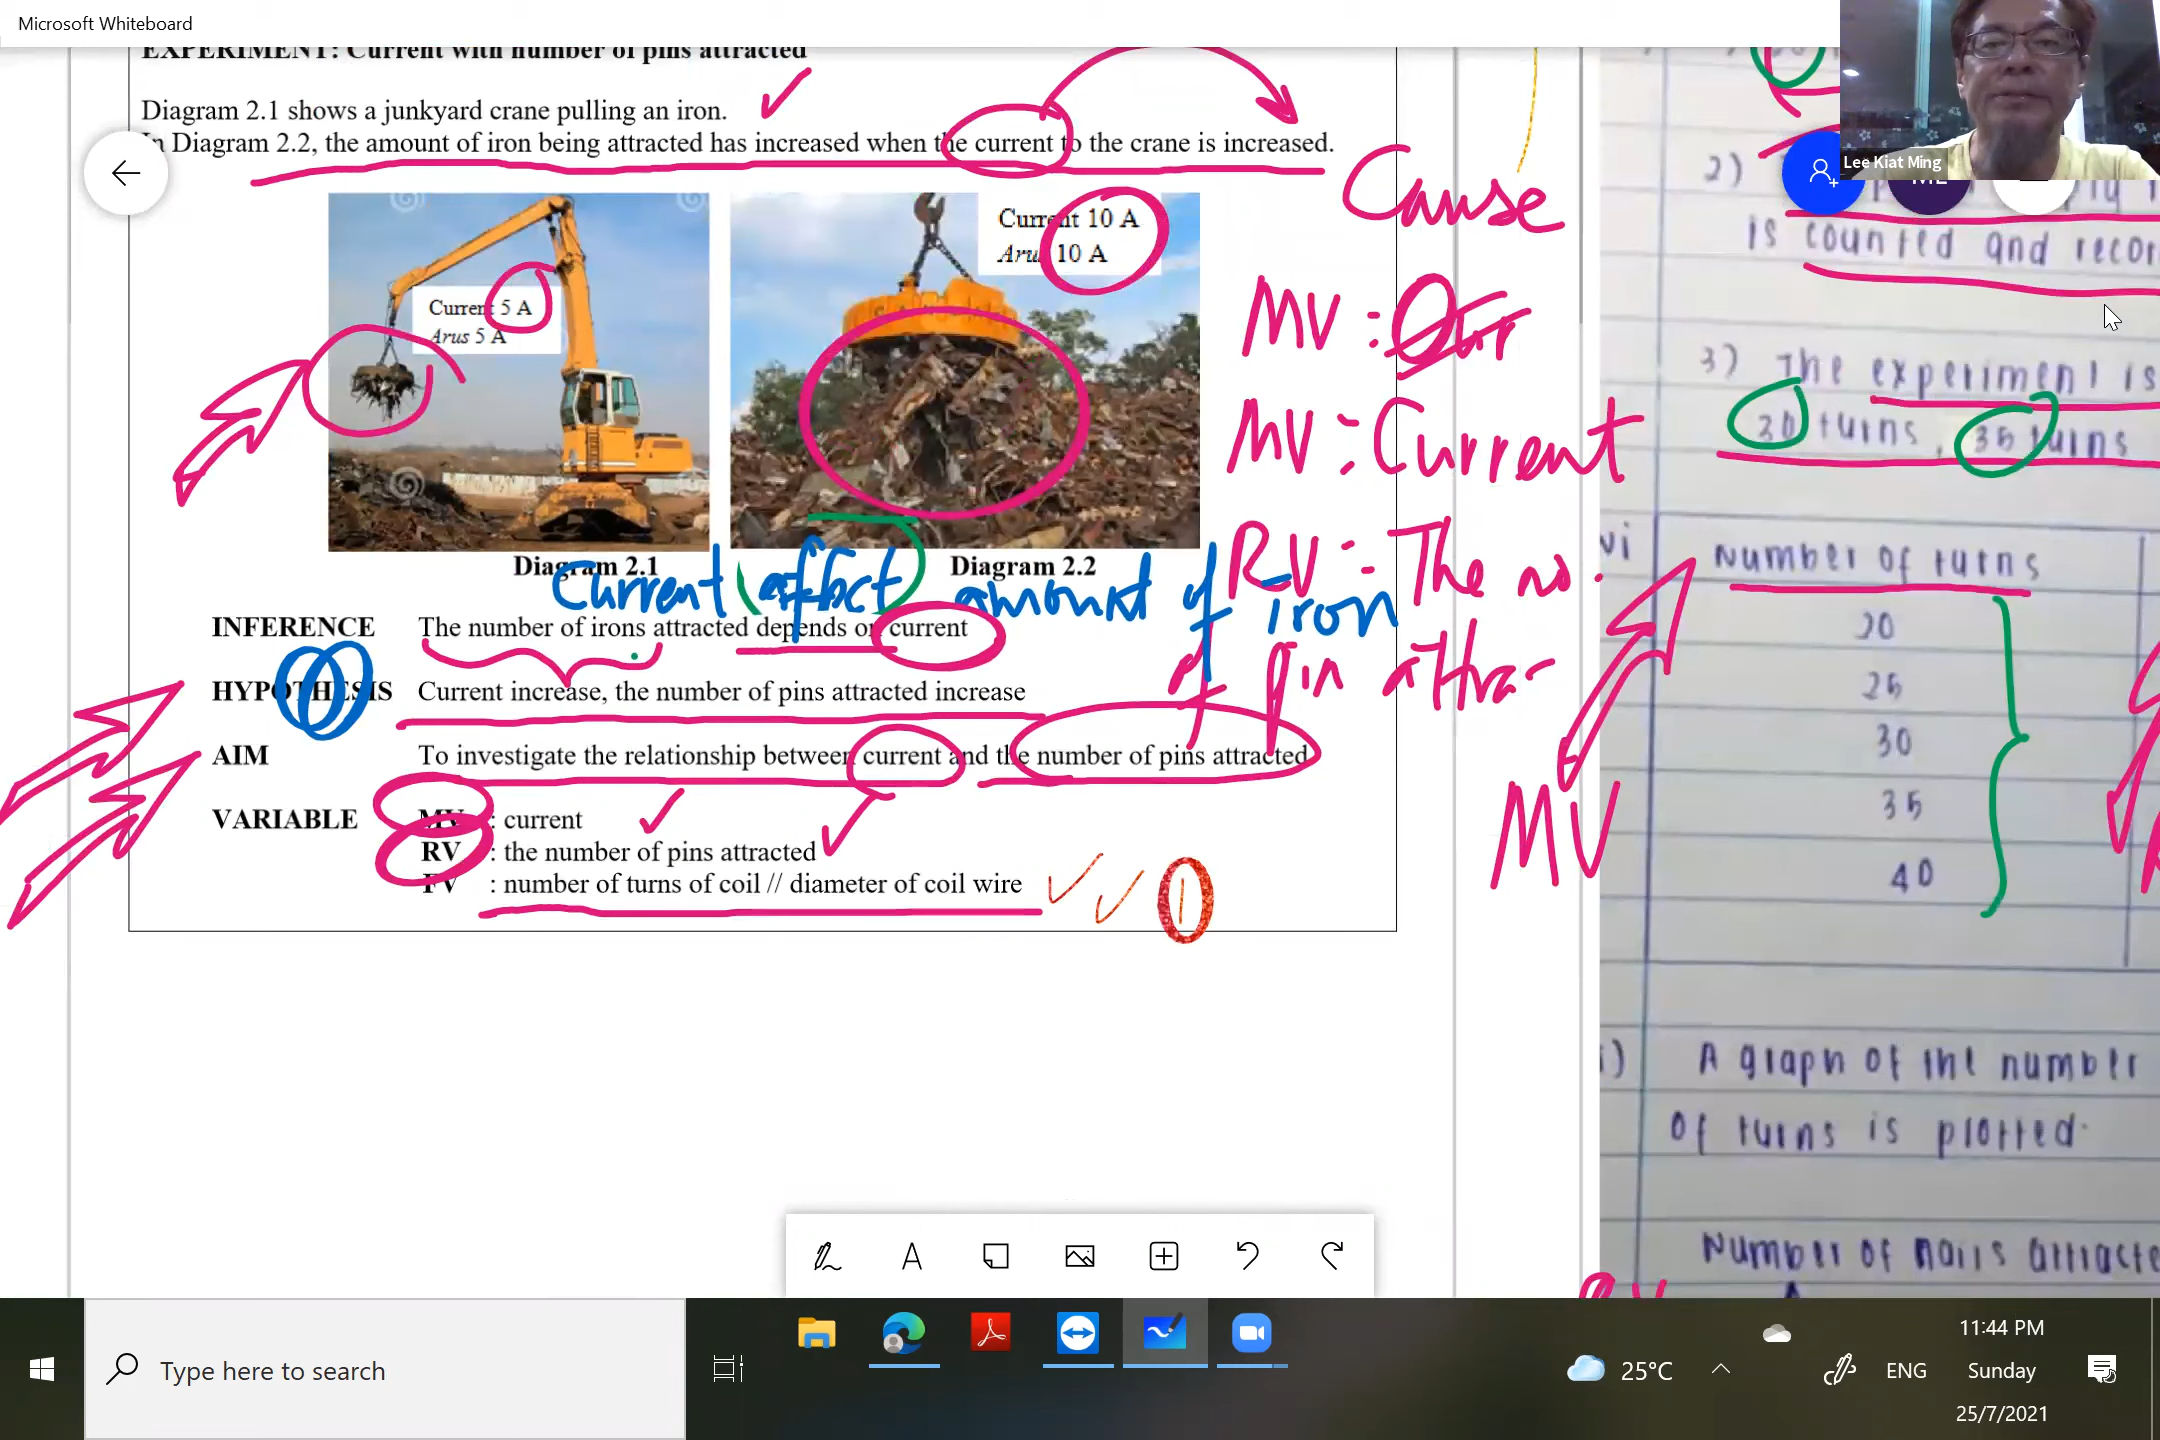 Microsoft Whiteboard
EXPERIMENT: Current with number of pins attracted
Diagram 2.1 shows a junkyard crane pulling an iron.
In Diagram 2.2, the amount of iron being attracted has increased when the current to the crane is increased.
Current 5 A
Arus 5 A
Current 10 A
Arus 10 A
Diagram 2.1
Diagram 2.2
Current affect amount of iron
INFERENCE The number of irons attracted depends on current
HYPOTHESIS Current increase, the number of pins attracted increase
AIM To investigate the relationship between current and the number of pins attracted
VARIABLE MV : current
RV : the number of pins attracted
FV : number of turns of coil // diameter of coil wire
1
Cause
MV :
MV : Current
RV : The no.
of pin attra
MV
Lee Kiat Ming
ML
2)
is counted and recor
3) The experiment is
20 turns, 35 turns
vi
Number of turns
20
25
30
35
40
A graph of the number
of turns is plotted.
Number of nails attracte
Type here to search
25°C
ENG
11:44 PM
Sunday
25/7/2021